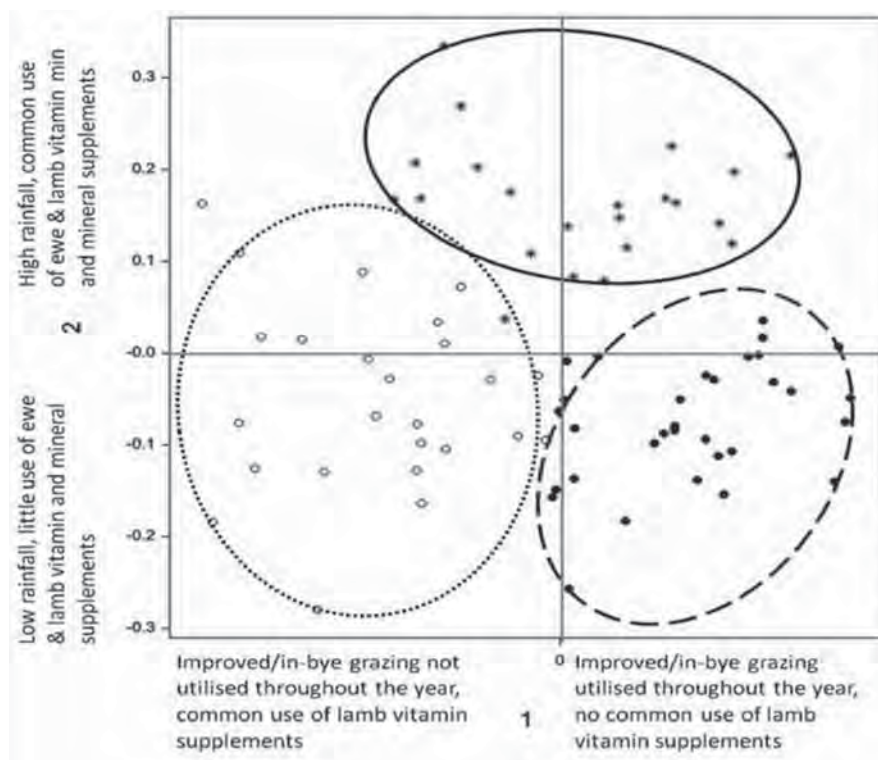 High rainfall, common use
of ewe & lamb vitamin min
and mineral supplements
2
Low rainfall, little use of ewe
& lamb vitamin and mineral
supplements
0.3
0.2
0.1
-0.0
-0.1
-0.2
-0.3
Improved/in-bye grazing not
utilised throughout the year,
common use of lamb vitamin
supplements
1
0
Improved/in-bye grazing
utilised throughout the year,
no common use of lamb
vitamin supplements